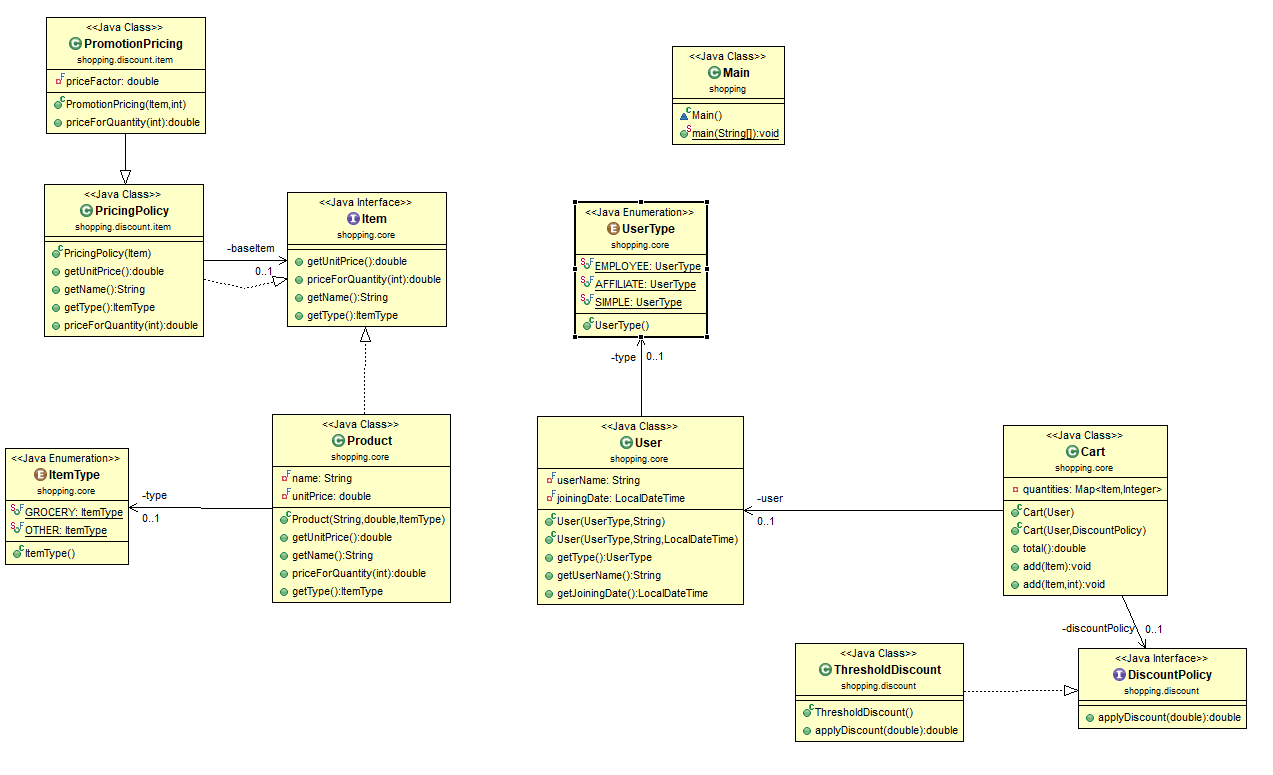 <<Java Class>>
PromotionPricing
shopping.discount.item
priceFactor: double
PromotionPricing(Item,int)
priceForQuantity(int):double
<<Java Class>>
Main
shopping
Main()
main(String[]):void
<<Java Class>>
PricingPolicy
shopping.discount.item
PricingPolicy(Item)
getUnitPrice():double
getName():String
getType():ItemType
priceForQuantity(int):double
-baseItem
0..1
<<Java Interface>>
Item
shopping.core
getUnitPrice():double
priceForQuantity(int):double
getName():String
getType():ItemType
<<Java Enumeration>>
UserType
shopping.core
EMPLOYEE: UserType
AFFILIATE: UserType
SIMPLE: UserType
UserType()
-type
0..1
<<Java Enumeration>>
ItemType
shopping.core
GROCERY: ItemType
OTHER: ItemType
ItemType()
-type
0..1
<<Java Class>>
Product
shopping.core
name: String
unitPrice: double
Product(String,double,ItemType)
getUnitPrice():double
getName():String
priceForQuantity(int):double
getType():ItemType
<<Java Class>>
User
shopping.core
userName: String
joiningDate: LocalDateTime
User(UserType,String)
User(UserType,String,LocalDateTime)
getType():UserType
getUserName():String
getJoiningDate():LocalDateTime
-user
0..1
<<Java Class>>
Cart
shopping.core
quantities: Map<Item,Integer>
Cart(User)
Cart(User,DiscountPolicy)
total():double
add(Item):void
add(Item,int):void
-discountPolicy
0..1
<<Java Class>>
ThresholdDiscount
shopping.discount
ThresholdDiscount()
applyDiscount(double):double
<<Java Interface>>
DiscountPolicy
shopping.discount
applyDiscount(double):double